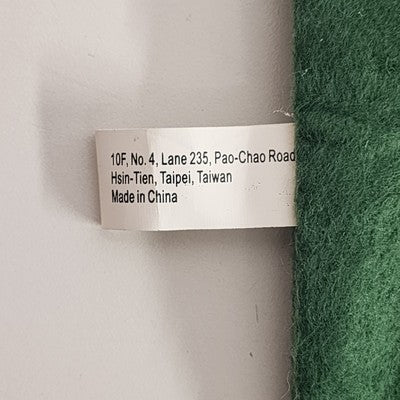 10F, No. 4, Lane 235, Pao-Chao Road
Hsin-Tien, Taipei, Taiwan
Made in China